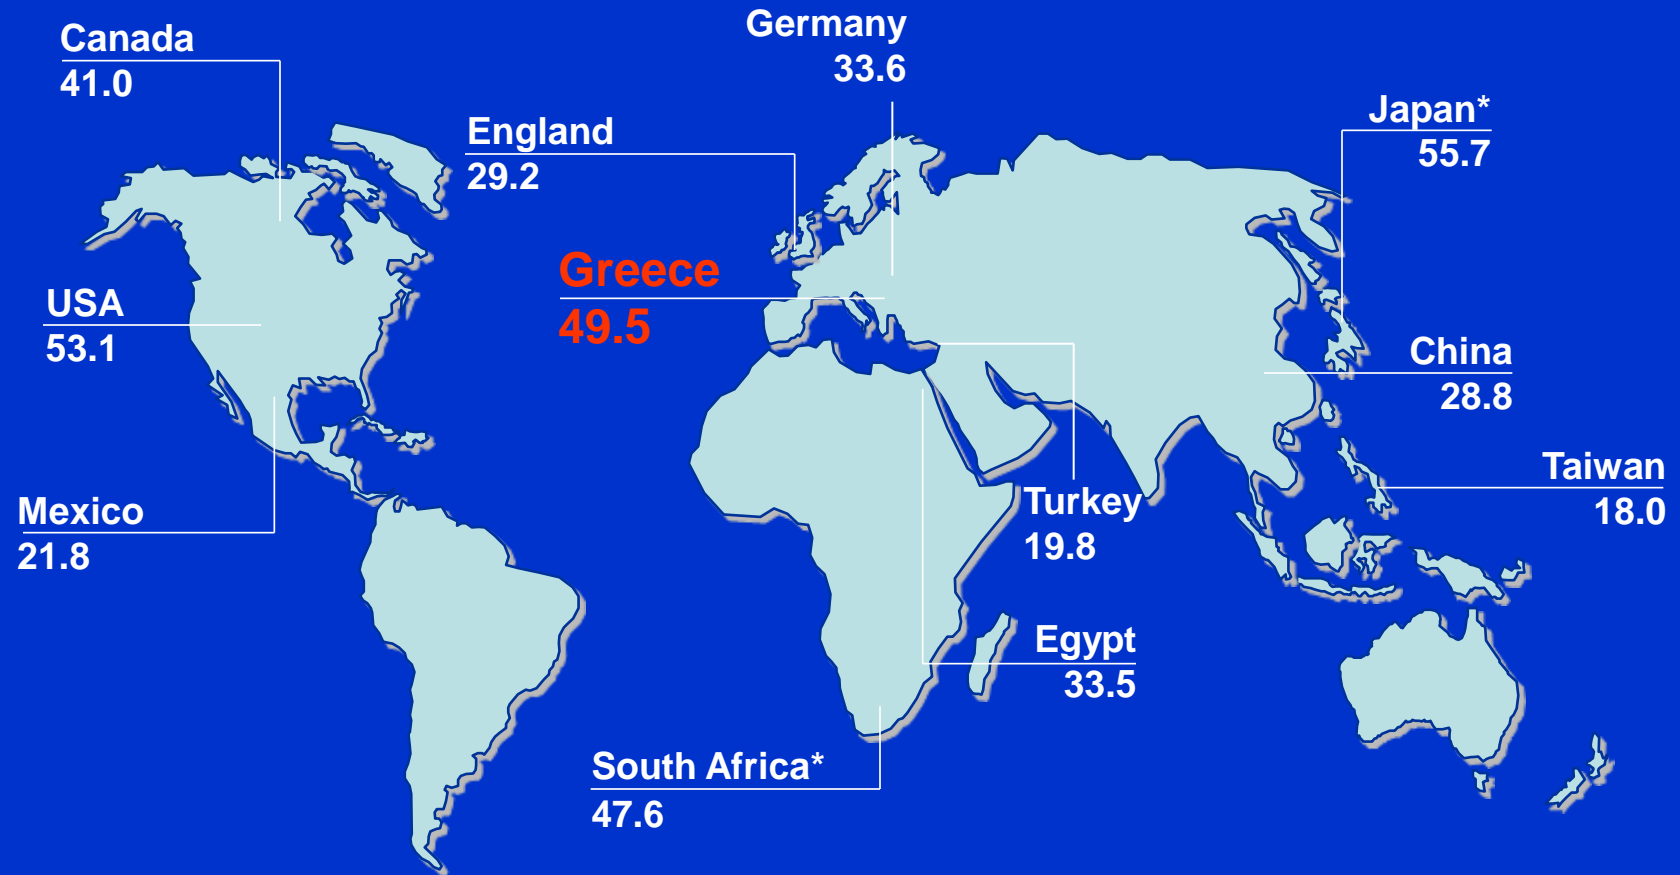 Canada
41.0
Germany
33.6
England
29.2
Japan*
55.7
Greece
49.5
USA
53.1
China
28.8
Taiwan
18.0
Mexico
21.8
Turkey
19.8
Egypt
33.5
South Africa*
47.6